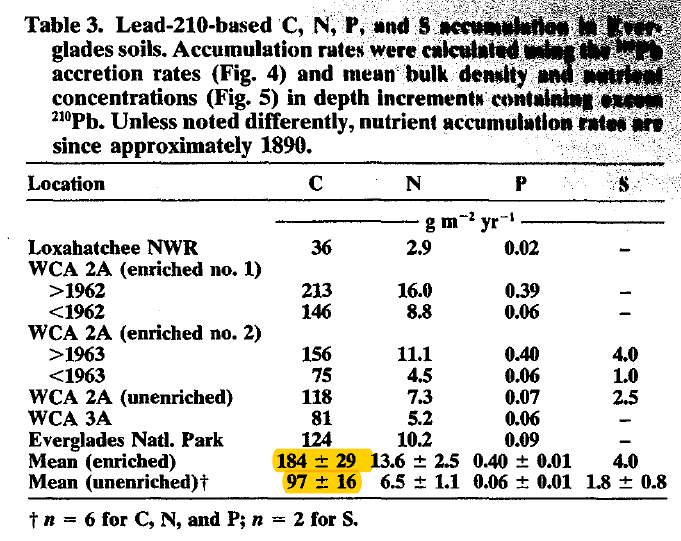 Table 3. Lead-210-based C, N, P, and S accumulation in Ever-
glades soils. Accumulation rates were calculated using the ²¹⁰Pb
accretion rates (Fig. 4) and mean bulk density and nutrient
concentrations (Fig. 5) in depth increments containing excess
²¹⁰Pb. Unless noted differently, nutrient accumulation rates are
since approximately 1890.
Location C N P S
g m⁻² yr⁻¹
Loxahatchee NWR 36 2.9 0.02 –
WCA 2A (enriched no. 1)
>1962 213 16.0 0.39 –
<1962 146 8.8 0.06 –
WCA 2A (enriched no. 2)
>1963 156 11.1 0.40 4.0
<1963 75 4.5 0.06 1.0
WCA 2A (unenriched) 118 7.3 0.07 2.5
WCA 3A 81 5.2 0.06 –
Everglades Natl. Park 124 10.2 0.09 –
Mean (enriched) 184 ± 29 13.6 ± 2.5 0.40 ± 0.01 4.0
Mean (unenriched)† 97 ± 16 6.5 ± 1.1 0.06 ± 0.01 1.8 ± 0.8
† n = 6 for C, N, and P; n = 2 for S.